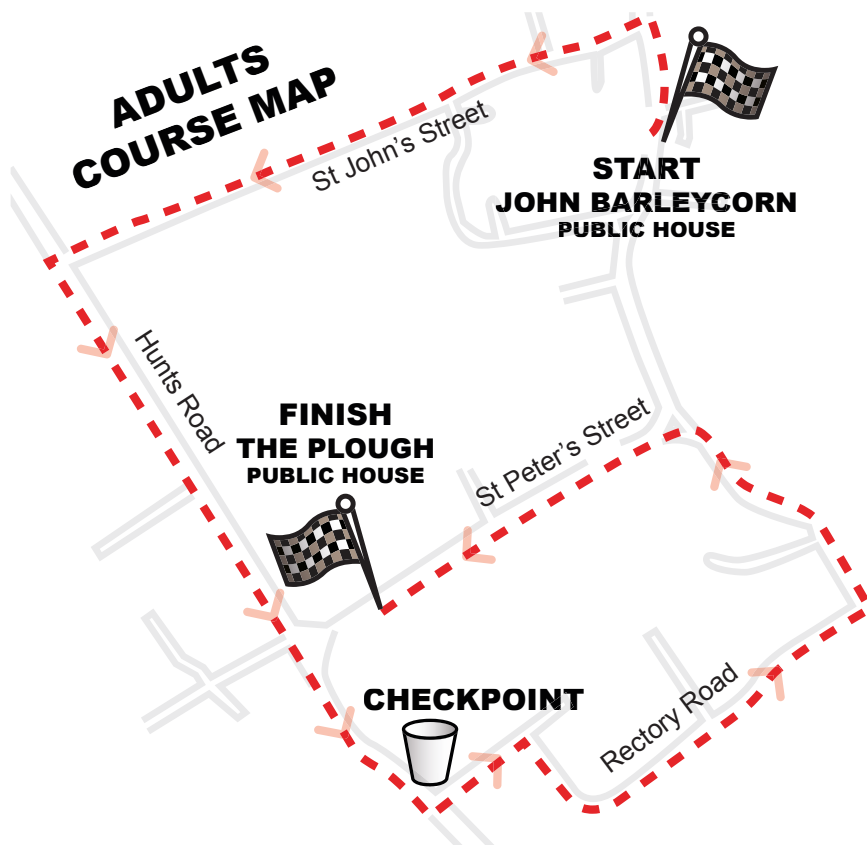 ADULTS
COURSE MAP
St John's Street
START
JOHN BARLEYCORN
PUBLIC HOUSE
Hunts Road
FINISH
THE PLOUGH
PUBLIC HOUSE
St Peter's Street
CHECKPOINT
Rectory Road